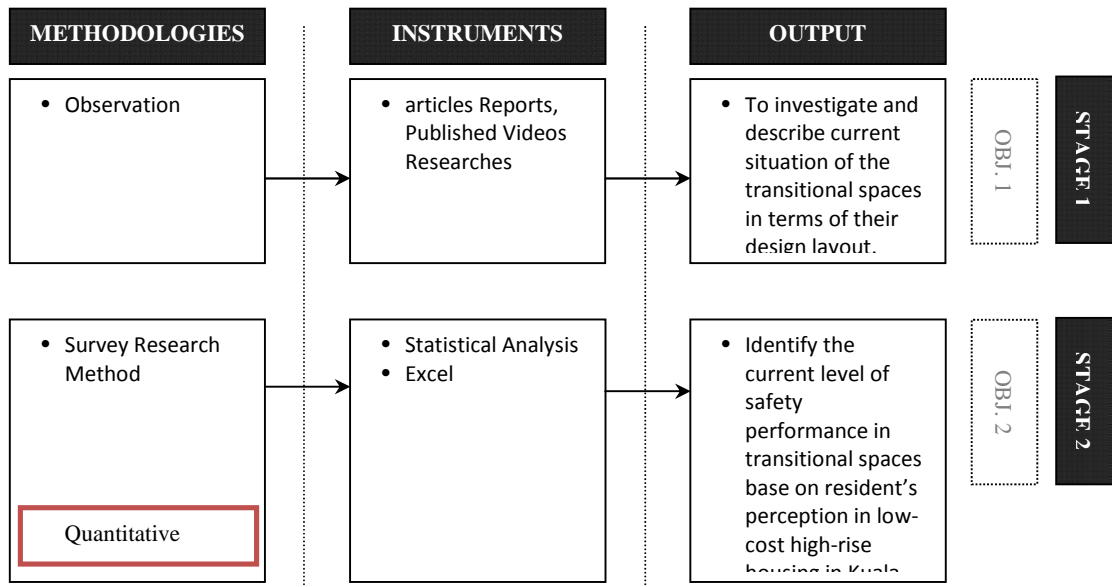 METHODOLOGIES
INSTRUMENTS
OUTPUT
• Observation
• articles Reports,
Published Videos
Researches
• To investigate and
describe current
situation of the
transitional spaces
in terms of their
design layout.
OBJ. 1
STAGE 1
• Survey Research
Method
Quantitative
• Statistical Analysis
• Excel
• Identify the
current level of
safety
performance in
transitional spaces
base on resident’s
perception in low-
cost high-rise
housing in Kuala
OBJ. 2
STAGE 2